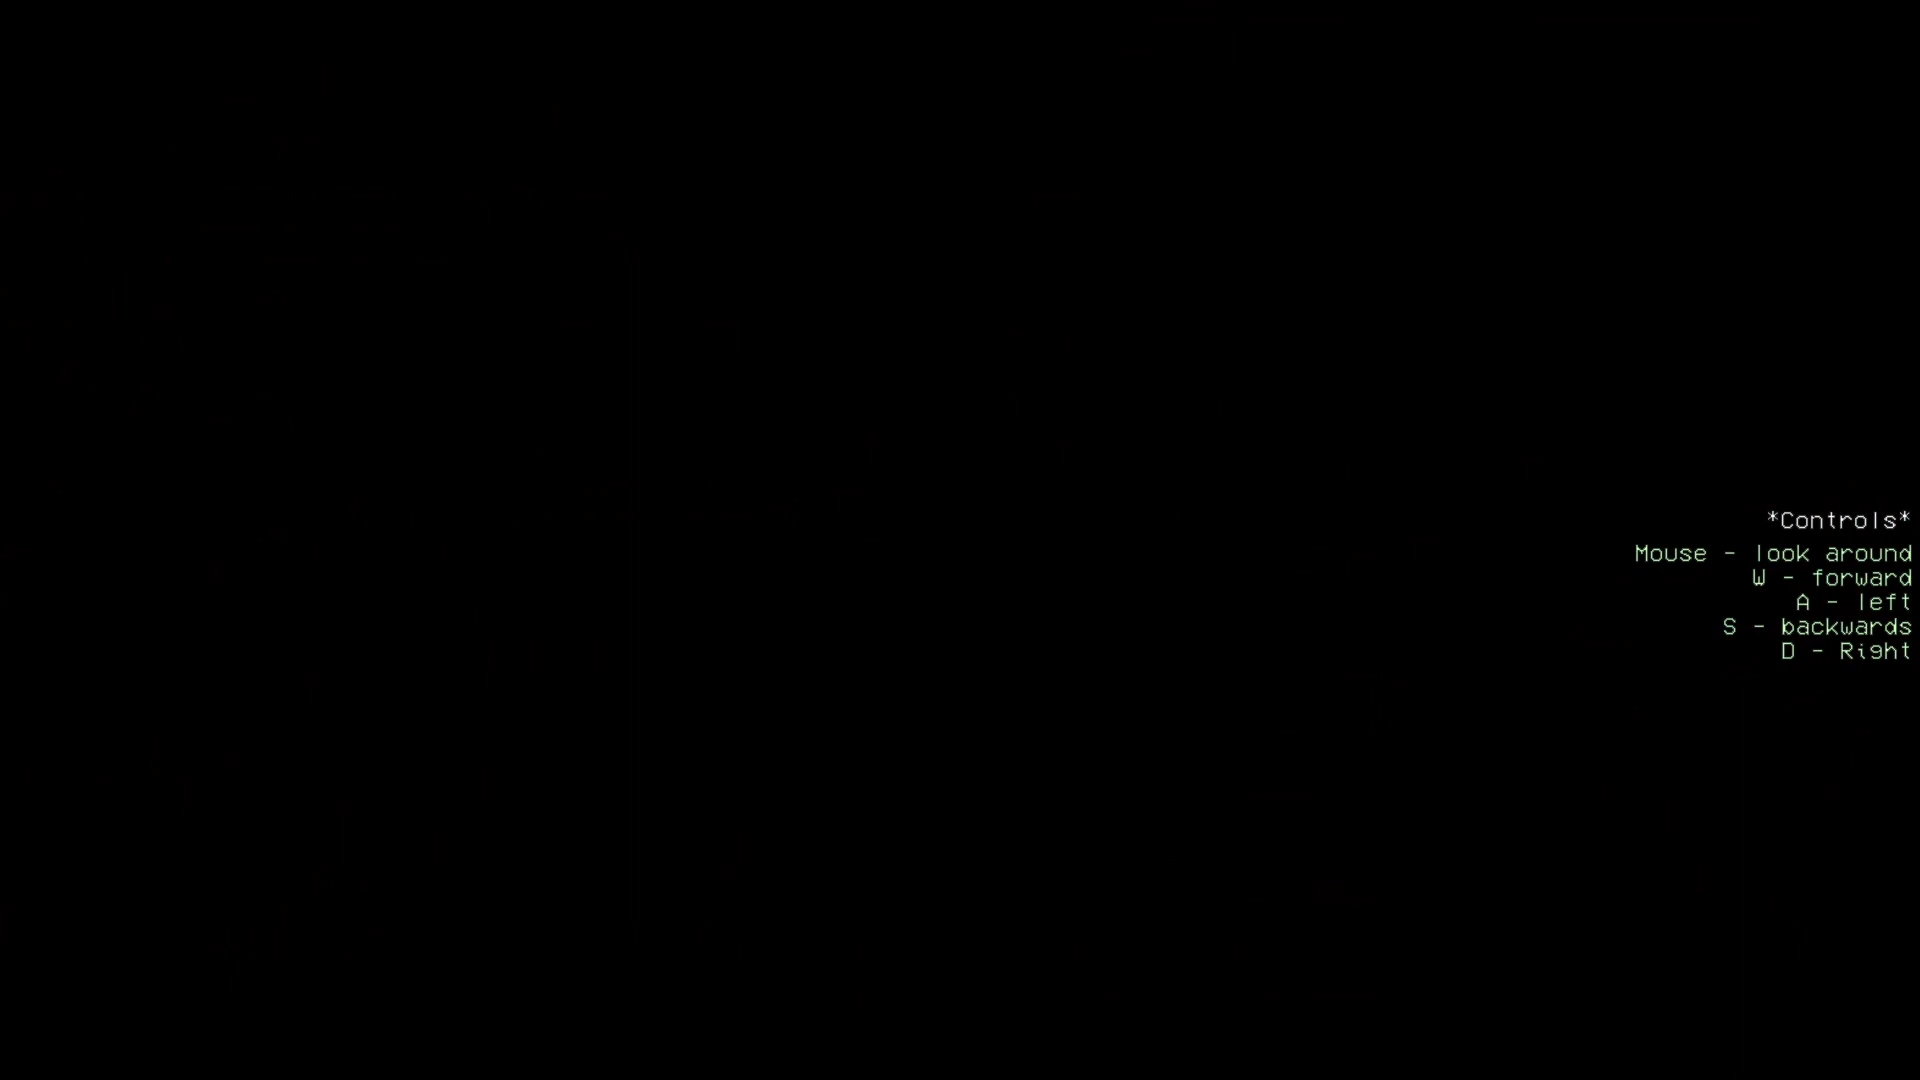 *Controls*
Mouse - look around
W - forward
A - left
S - backwards
D - Right